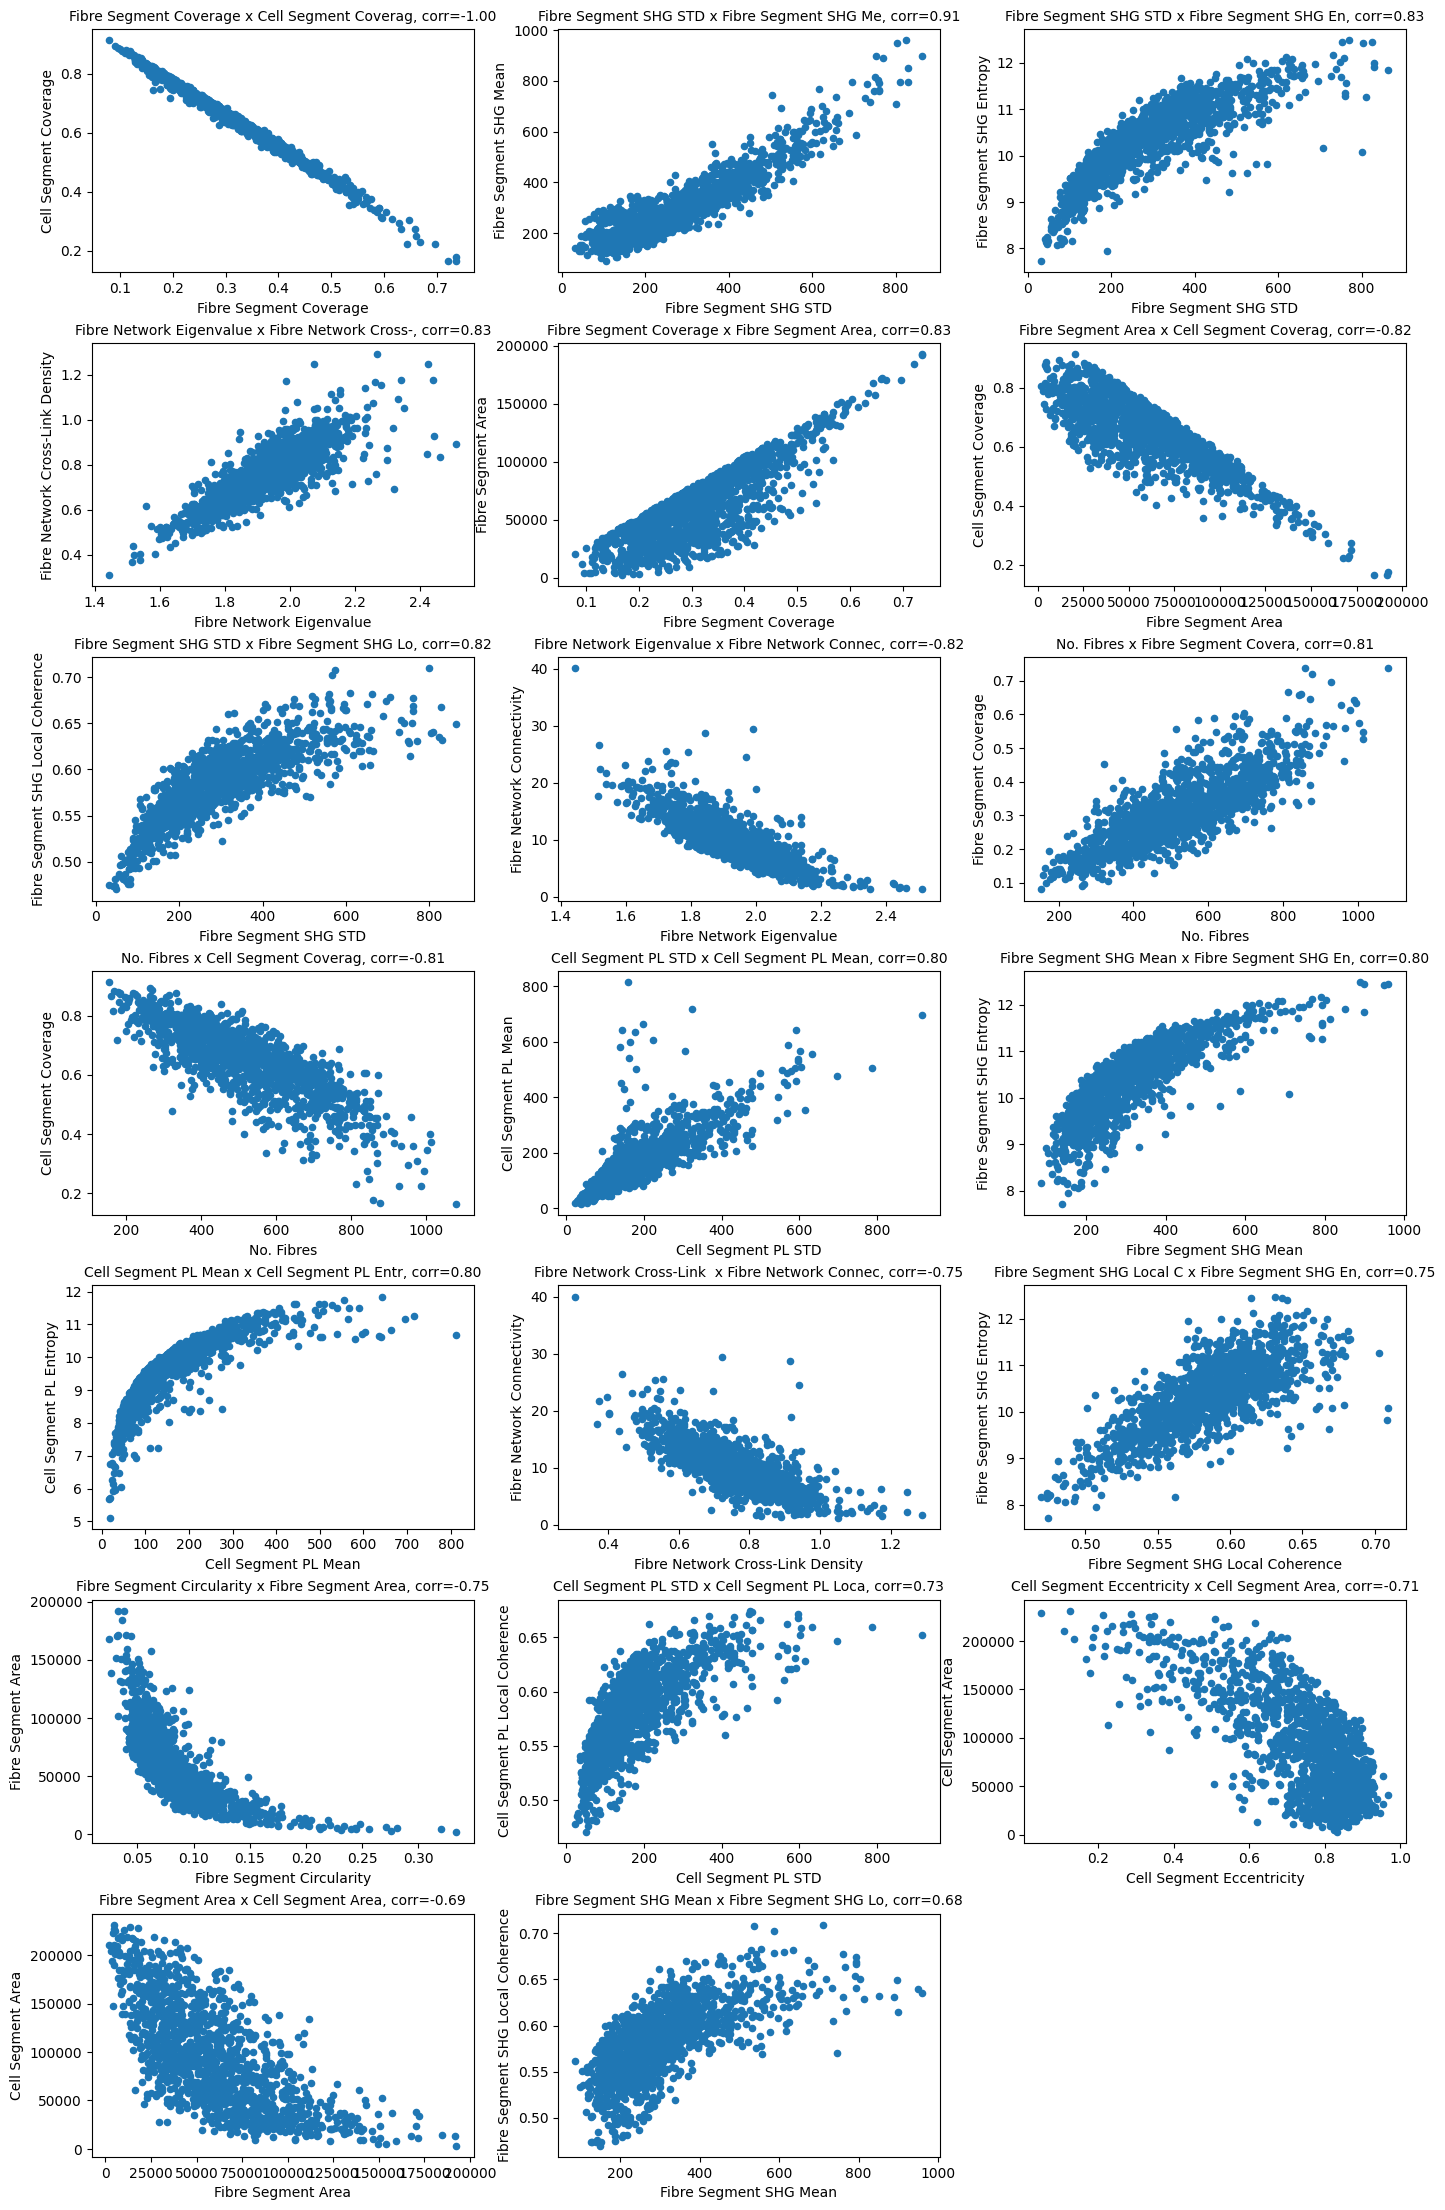 Fibre Segment Coverage x Cell Segment Coverag, corr=-1.00
Cell Segment Coverage
0.8
0.6
0.4
0.2
0.1 0.2 0.3 0.4 0.5 0.6 0.7
Fibre Segment Coverage
Fibre Segment SHG STD x Fibre Segment SHG Me, corr=0.91
Fibre Segment SHG Mean
1000
800
600
400
200
0 200 400 600 800
Fibre Segment SHG STD
Fibre Segment SHG STD x Fibre Segment SHG En, corr=0.83
Fibre Segment SHG Entropy
12
11
10
9
8
0 200 400 600 800
Fibre Segment SHG STD
Fibre Network Eigenvalue x Fibre Network Cross-, corr=0.83
Fibre Network Cross-Link Density
1.2
1.0
0.8
0.6
0.4
1.4 1.6 1.8 2.0 2.2 2.4
Fibre Network Eigenvalue
Fibre Segment Coverage x Fibre Segment Area, corr=0.83
Fibre Segment Area
200000
150000
100000
50000
0
0.1 0.2 0.3 0.4 0.5 0.6 0.7
Fibre Segment Coverage
Fibre Segment Area x Cell Segment Coverag, corr=-0.82
Cell Segment Coverage
0.8
0.6
0.4
0.2
0 25000 50000 75000 100000 125000 150000 175000 200000
Fibre Segment Area
Fibre Segment SHG STD x Fibre Segment SHG Lo, corr=0.82
Fibre Segment SHG Local Coherence
0.70
0.65
0.60
0.55
0.50
0 200 400 600 800
Fibre Segment SHG STD
Fibre Network Eigenvalue x Fibre Network Connec, corr=-0.82
Fibre Network Connectivity
40
30
20
10
0
1.4 1.6 1.8 2.0 2.2 2.4
Fibre Network Eigenvalue
No. Fibres x Fibre Segment Covera, corr=0.81
Fibre Segment Coverage
0.7
0.6
0.5
0.4
0.3
0.2
0.1
200 400 600 800 1000
No. Fibres
No. Fibres x Cell Segment Coverag, corr=-0.81
Cell Segment Coverage
0.8
0.6
0.4
0.2
200 400 600 800 1000
No. Fibres
Cell Segment PL STD x Cell Segment PL Mean, corr=0.80
Cell Segment PL Mean
800
600
400
200
0
0 200 400 600 800
Cell Segment PL STD
Fibre Segment SHG Mean x Fibre Segment SHG En, corr=0.80
Fibre Segment SHG Entropy
12
11
10
9
8
200 400 600 800 1000
Fibre Segment SHG Mean
Cell Segment PL Mean x Cell Segment PL Entr, corr=0.80
Cell Segment PL Entropy
12
11
10
9
8
7
6
5
0 100 200 300 400 500 600 700 800
Cell Segment PL Mean
Fibre Network Cross-Link  x Fibre Network Connec, corr=-0.75
Fibre Network Connectivity
40
30
20
10
0
0.4 0.6 0.8 1.0 1.2
Fibre Network Cross-Link Density
Fibre Segment SHG Local C x Fibre Segment SHG En, corr=0.75
Fibre Segment SHG Entropy
12
11
10
9
8
0.50 0.55 0.60 0.65 0.70
Fibre Segment SHG Local Coherence
Fibre Segment Circularity x Fibre Segment Area, corr=-0.75
Fibre Segment Area
200000
150000
100000
50000
0
0.05 0.10 0.15 0.20 0.25 0.30
Fibre Segment Circularity
Cell Segment PL STD x Cell Segment PL Loca, corr=0.73
Cell Segment PL Local Coherence
0.65
0.60
0.55
0.50
0 200 400 600 800
Cell Segment PL STD
Cell Segment Eccentricity x Cell Segment Area, corr=-0.71
Cell Segment Area
200000
150000
100000
50000
0
0.2 0.4 0.6 0.8 1.0
Cell Segment Eccentricity
Fibre Segment Area x Cell Segment Area, corr=-0.69
Cell Segment Area
200000
150000
100000
50000
0
0 25000 50000 75000 100000 125000 150000 175000 200000
Fibre Segment Area
Fibre Segment SHG Mean x Fibre Segment SHG Lo, corr=0.68
Fibre Segment SHG Local Coherence
0.70
0.65
0.60
0.55
0.50
200 400 600 800 1000
Fibre Segment SHG Mean